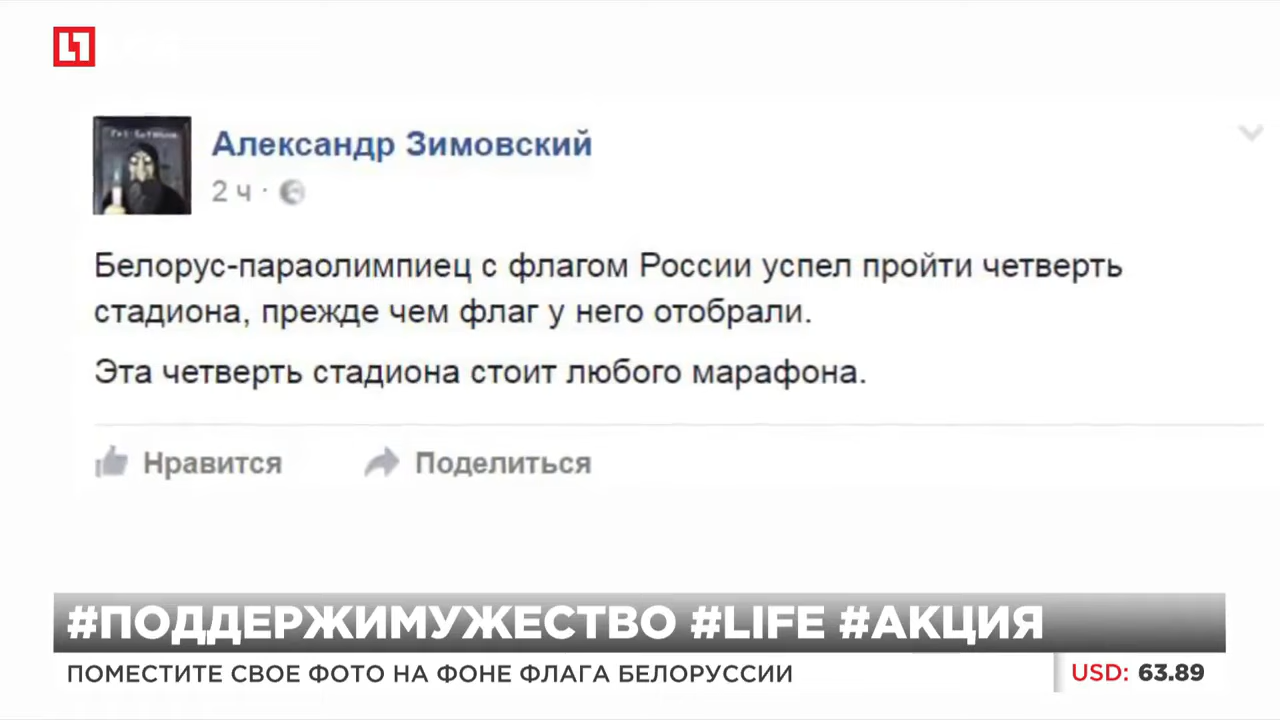 Александр Зимовский
2 ч ·
Белорус-параолимпиец с флагом России успел пройти четверть
стадиона, прежде чем флаг у него отобрали.
Эта четверть стадиона стоит любого марафона.
Нравится Поделиться
#ПОДДЕРЖИМУЖЕСТВО #LIFE #АКЦИЯ
ПОМЕСТИТЕ СВОЕ ФОТО НА ФОНЕ ФЛАГА БЕЛОРУССИИ
USD: 63.89